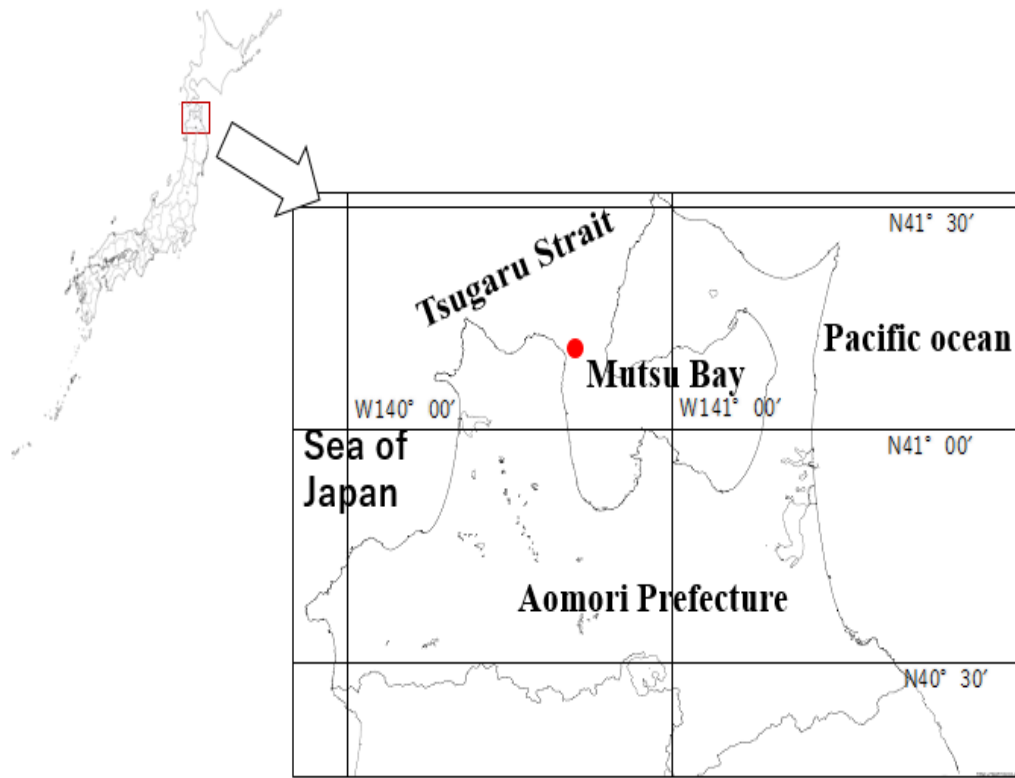 N41° 30′
Tsugaru Strait
Pacific ocean
Mutsu Bay
W140° 00′
W141° 00′
Sea of
Japan
N41° 00′
Aomori Prefecture
N40° 30′